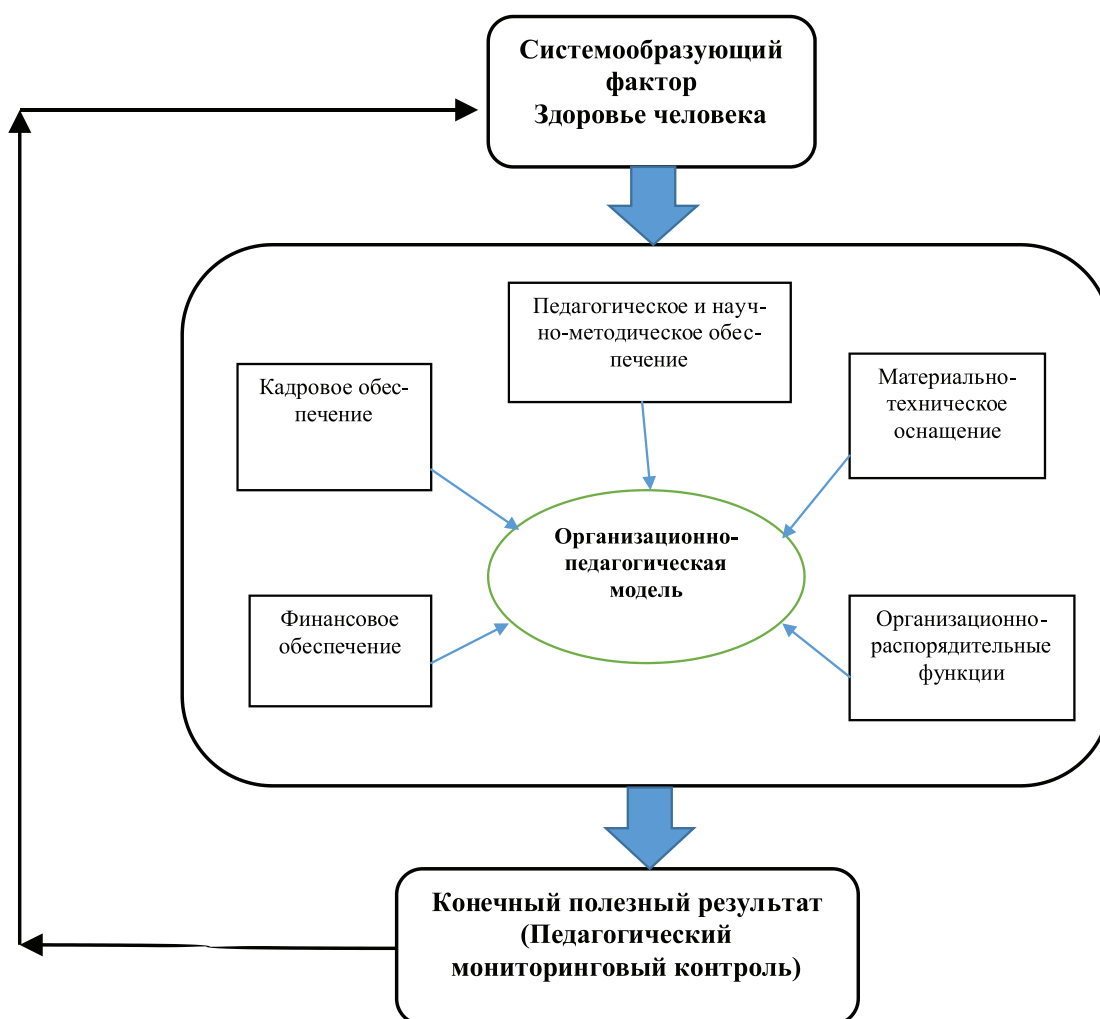 Системообразующий
фактор
Здоровье человека
Педагогическое и науч-
но-методическое обес-
печение
Кадровое обес-
печение
Материально-
техническое
оснащение
Организационно-
педагогическая
модель
Финансовое
обеспечение
Организационно-
распорядительные
функции
Конечный полезный результат
(Педагогический
мониторинговый контроль)